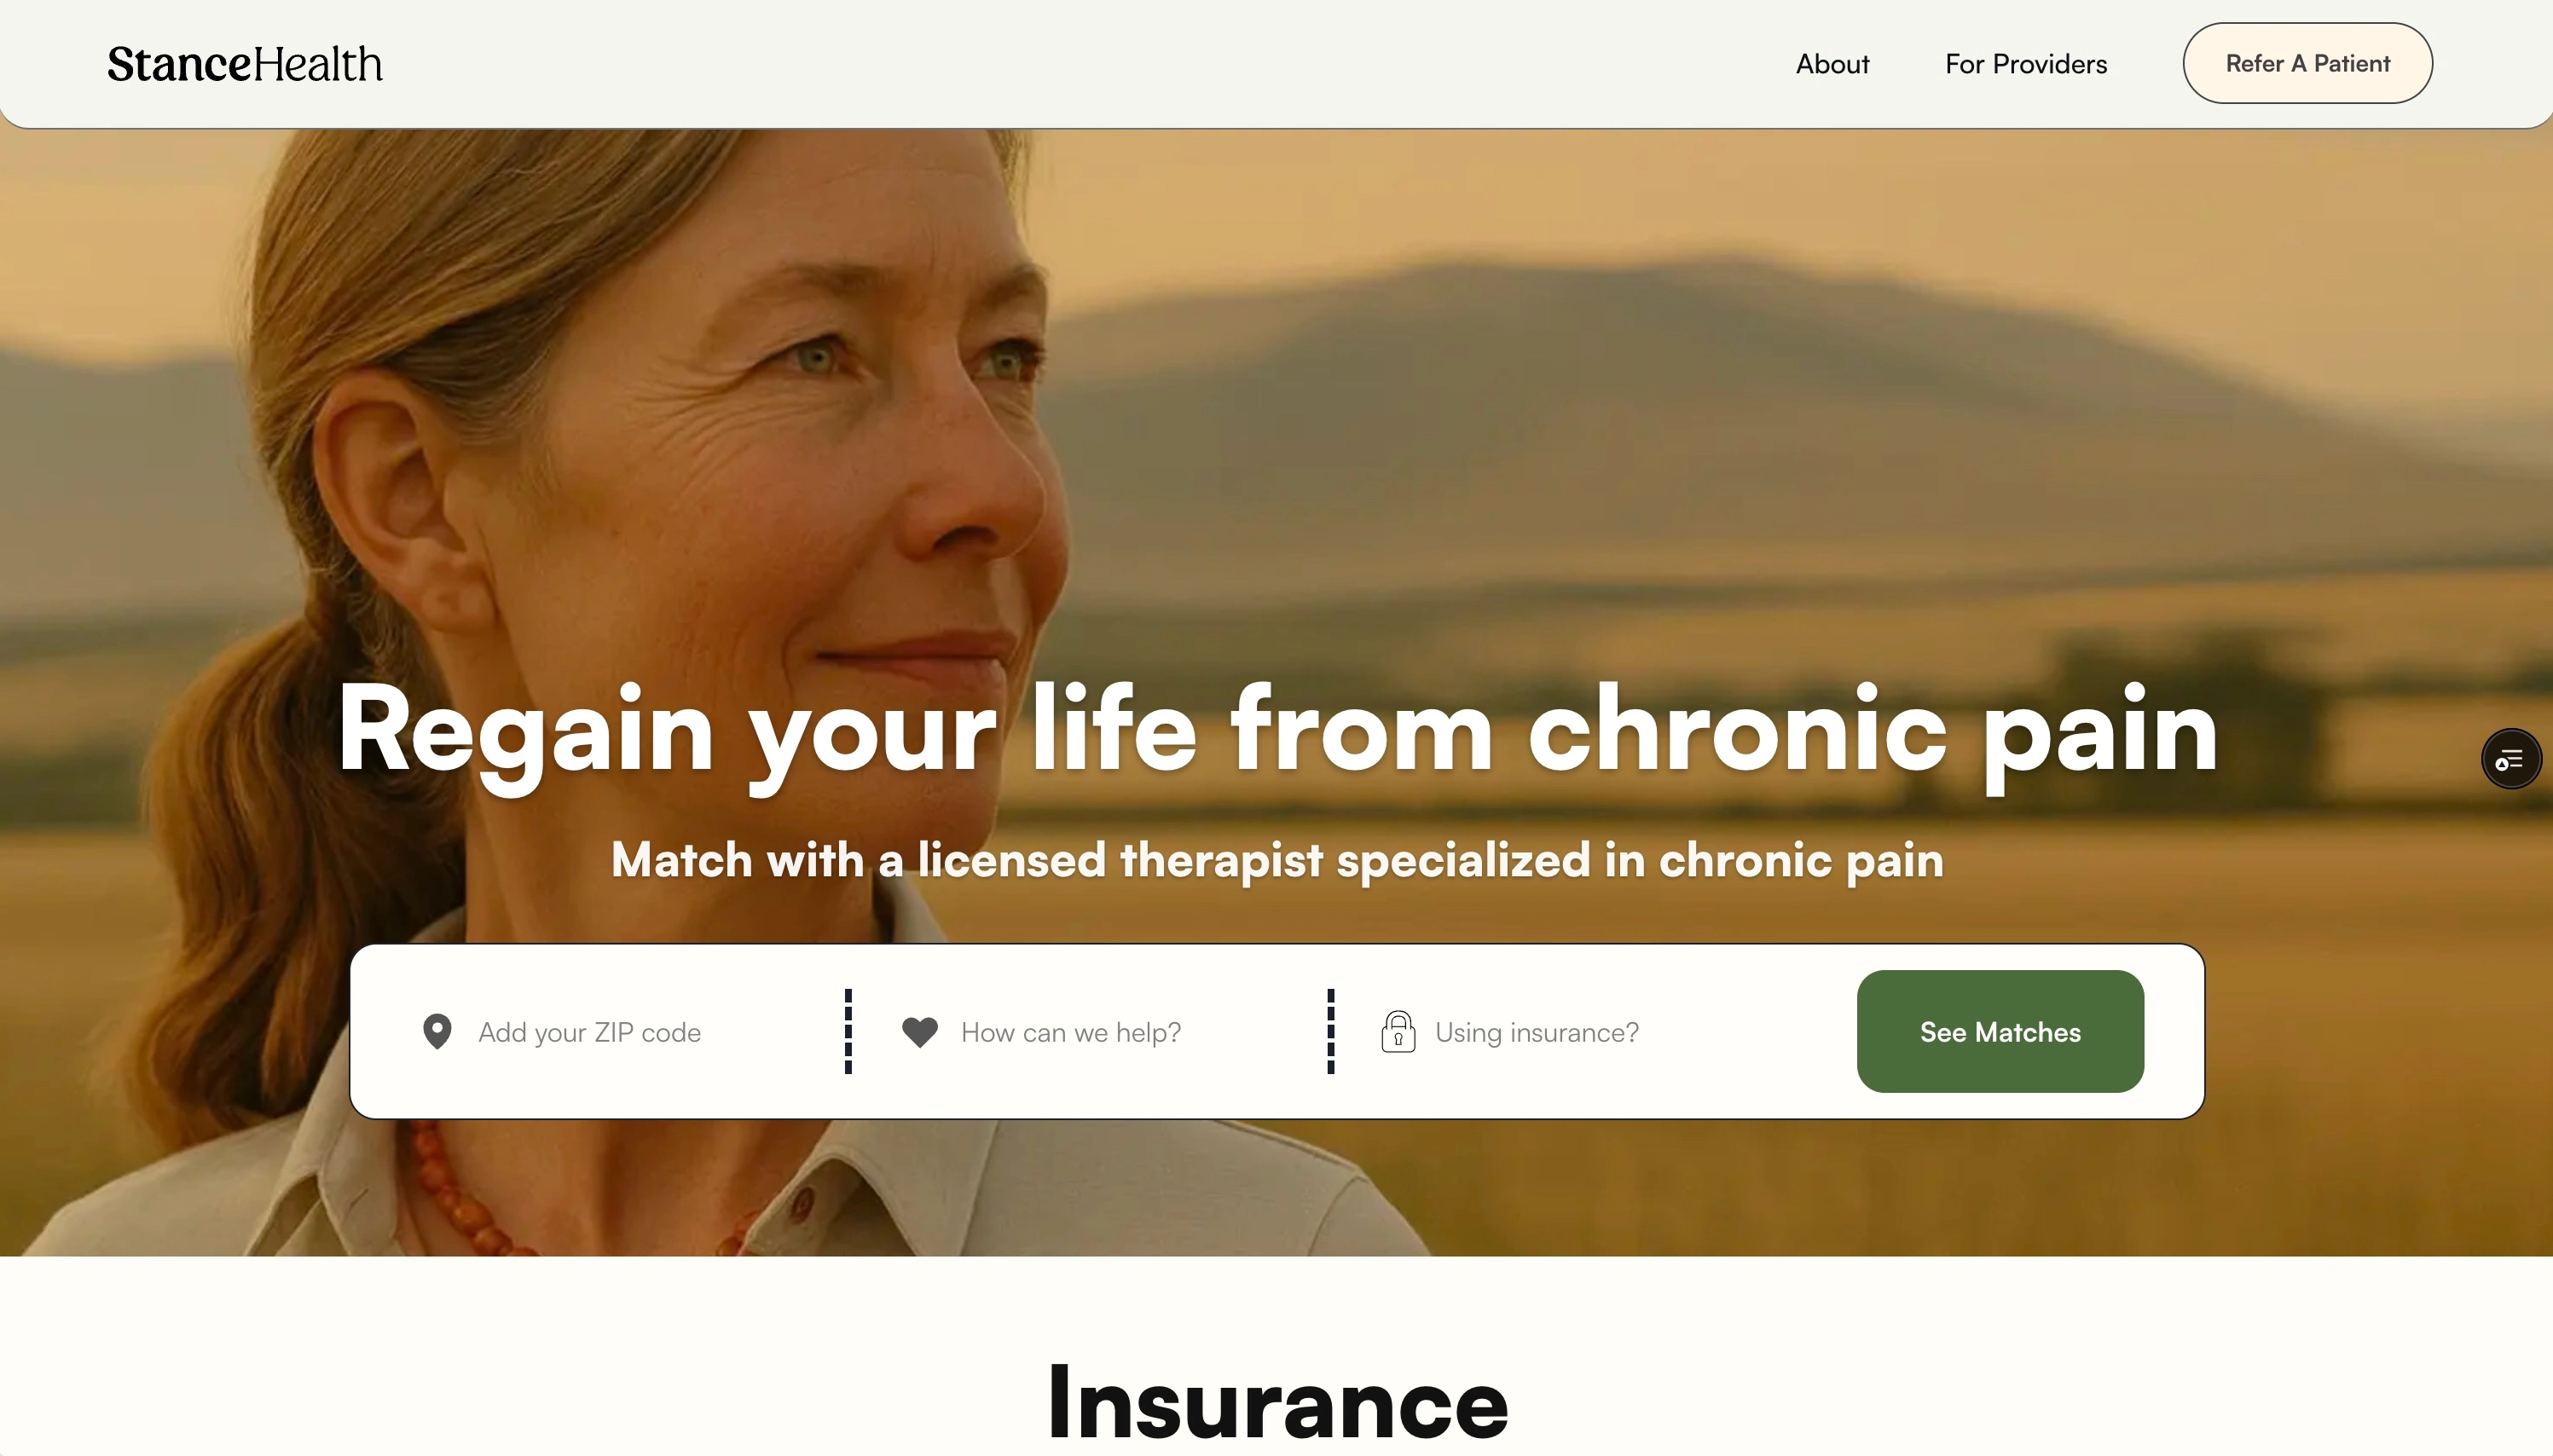 StanceHealth
About
For Providers
Refer A Patient
Regain your life from chronic pain
Match with a licensed therapist specialized in chronic pain
Add your ZIP code
How can we help?
Using insurance?
See Matches
Insurance